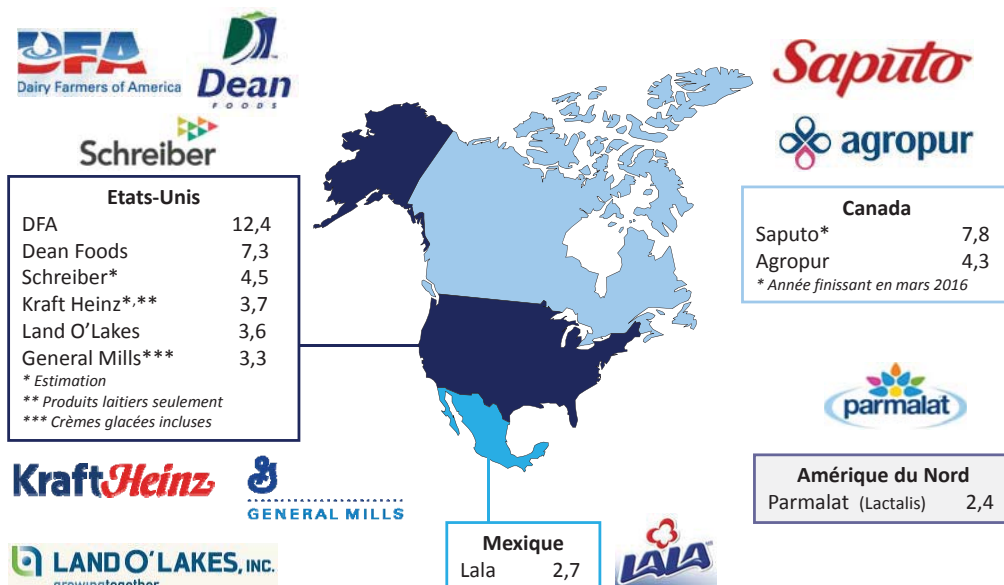 DFA
Dairy Farmers of America
Dean
FOODS
Schreiber
Etats-Unis
DFA 12,4
Dean Foods 7,3
Schreiber* 4,5
Kraft Heinz*,** 3,7
Land O'Lakes 3,6
General Mills*** 3,3
* Estimation
** Produits laitiers seulement
*** Crèmes glacées incluses
KraftHeinz
G
GENERAL MILLS
LAND O'LAKES, INC.
growingtogether
Saputo
agropur
Canada
Saputo* 7,8
Agropur 4,3
* Année finissant en mars 2016
parmalat
Amérique du Nord
Parmalat (Lactalis) 2,4
Mexique
Lala 2,7
LALA